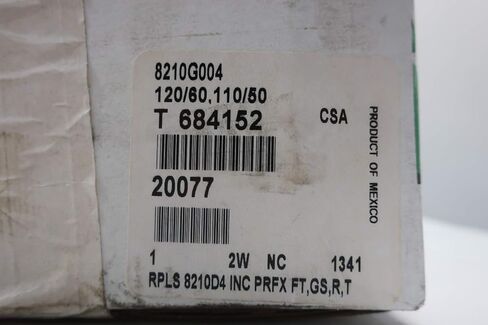 8210G004
120/60,110/50
T 684152
CSA
PRODUCT OF MEXICO
20077
1 2W NC 1341
RPLS 8210D4 INC PRFX FT,GS,R,T